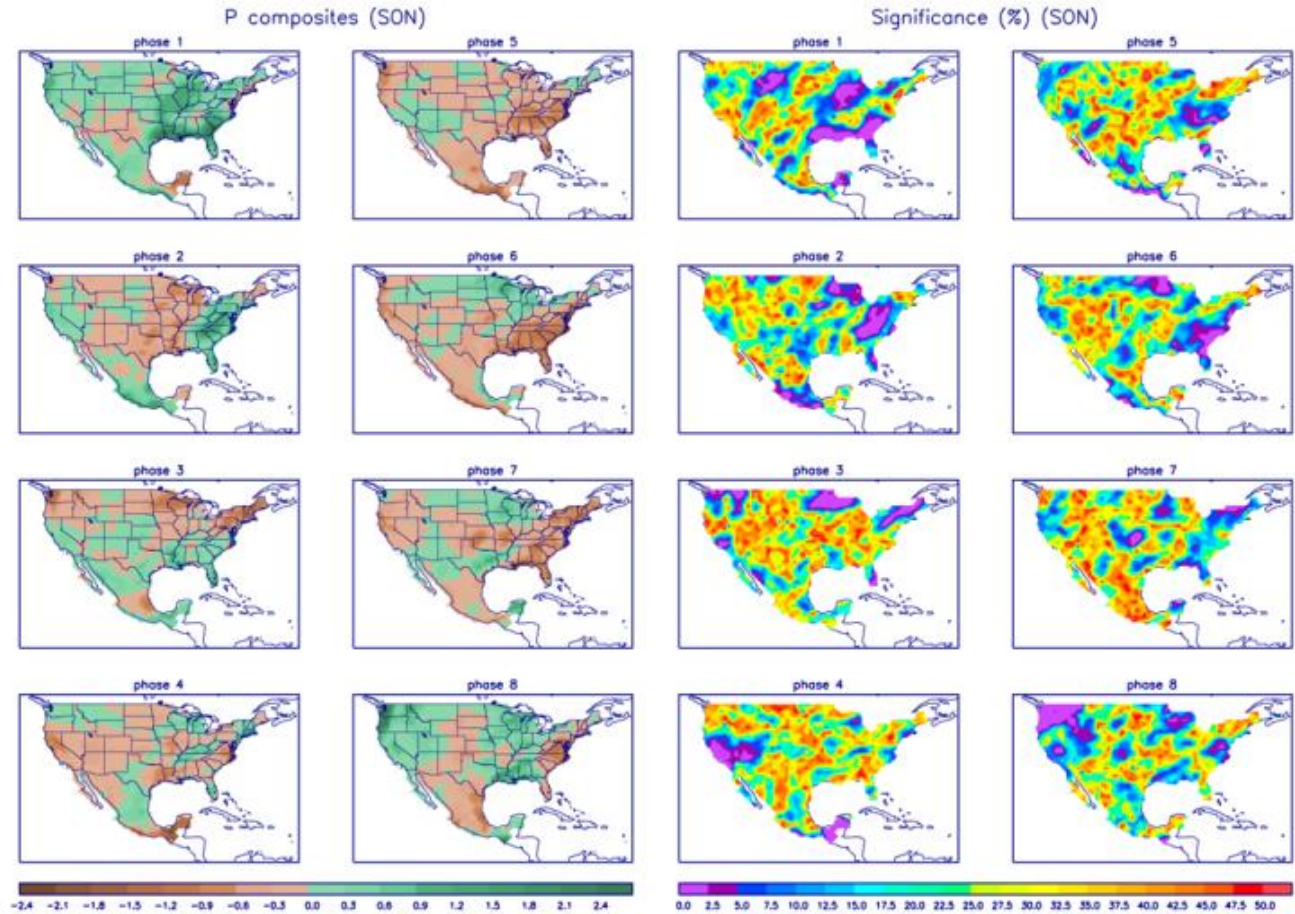 P composites (SON) Significance (%) (SON)
phase 1 phase 5 phase 1 phase 5
phase 2 phase 6 phase 2 phase 6
phase 3 phase 7 phase 3 phase 7
phase 4 phase 8 phase 4 phase 8
-2.4 -2.1 -1.8 -1.5 -1.2 -0.9 -0.6 -0.3 0.0 0.3 0.6 0.9 1.2 1.5 1.8 2.1 2.4 0.0 2.5 5.0 7.5 10.0 12.5 15.0 17.5 20.0 22.5 25.0 27.5 30.0 32.5 35.0 37.5 40.0 42.5 45.0 47.5 50.0